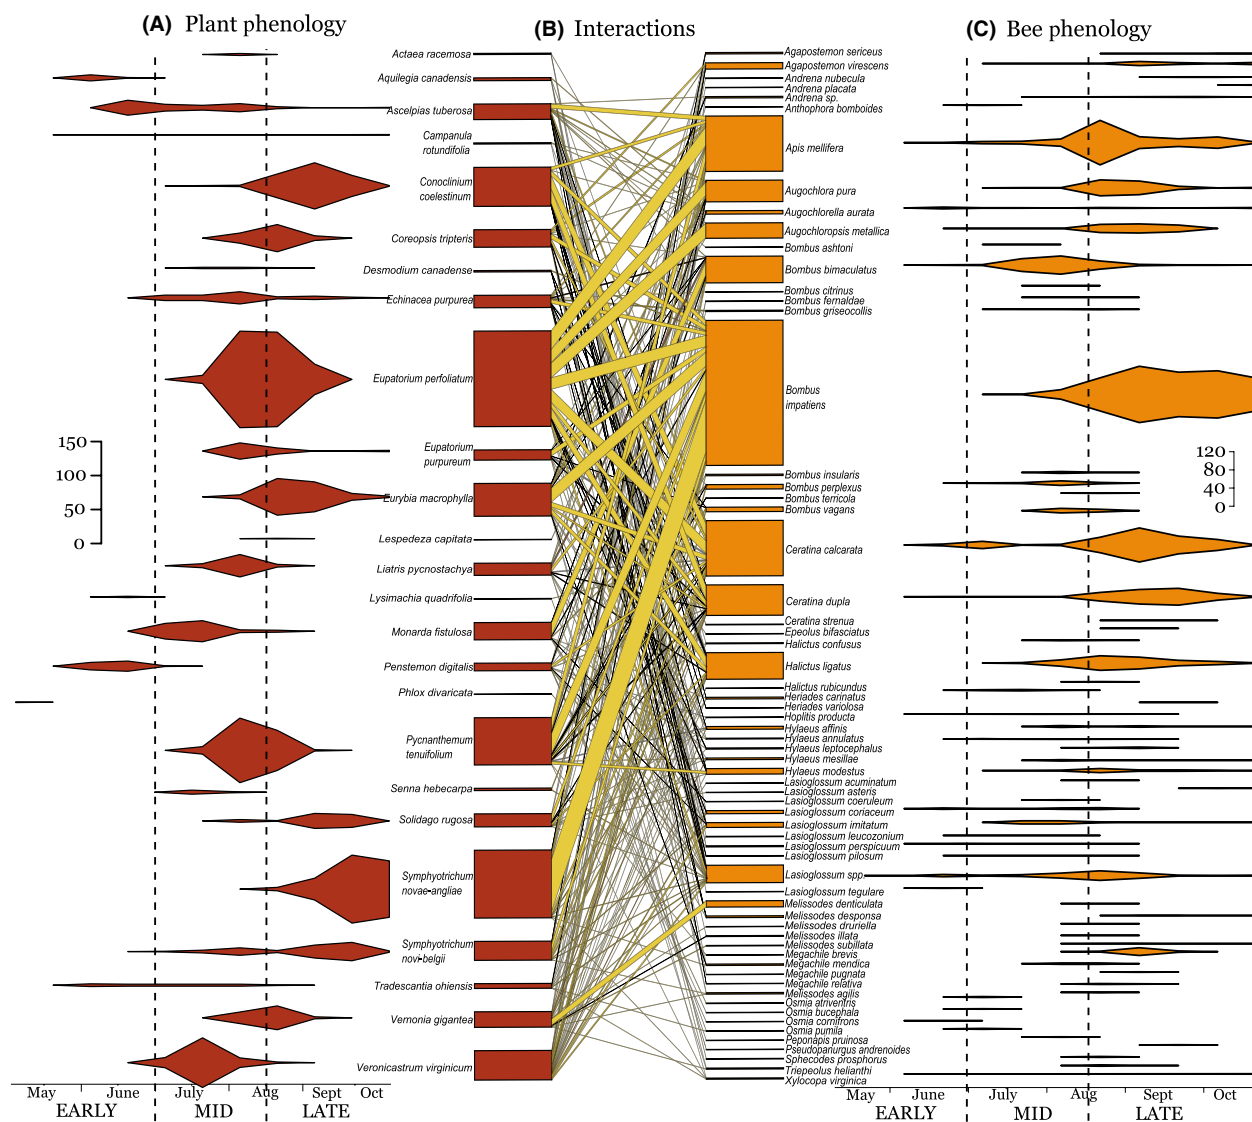 (A) Plant phenology
(B) Interactions
(C) Bee phenology
Actaea racemosa
Aquilegia canadensis
Ascelpias tuberosa
Campanula
rotundifolia
Conoclinium
coelestinum
Coreopsis tripteris
Desmodium canadense
Echinacea purpurea
Eupatorium perfoliatum
Eupatorium
purpureum
Eurybia macrophylla
Lespedeza capitata
Liatris pycnostachya
Lysimachia quadrifolia
Monarda fistulosa
Penstemon digitalis
Phlox divaricata
Pycnanthemum
tenuifolium
Senna hebecarpa
Solidago rugosa
Symphyotrichum
novae-angliae
Symphyotrichum
novi-belgii
Tradescantia ohiensis
Vernonia gigantea
Veronicastrum virginicum
150
100
50
0
May June July Aug Sept Oct
EARLY MID LATE
Agapostemon sericeus
Agapostemon virescens
Andrena nubecula
Andrena placata
Andrena sp.
Anthophora bomboides
Apis mellifera
Augochlora pura
Augochlorella aurata
Augochloropsis metallica
Bombus ashtoni
Bombus bimaculatus
Bombus citrinus
Bombus fernaldae
Bombus griseocollis
Bombus
impatiens
Bombus insularis
Bombus perplexus
Bombus terricola
Bombus vagans
Ceratina calcarata
Ceratina dupla
Ceratina strenua
Epeolus bifasciatus
Halictus confusus
Halictus ligatus
Halictus rubicundus
Heriades carinatus
Heriades variolosa
Hoplitis producta
Hylaeus affinis
Hylaeus annulatus
Hylaeus leptocephalus
Hylaeus mesillae
Hylaeus modestus
Lasioglossum acuminatum
Lasioglossum asteris
Lasioglossum coeruleum
Lasioglossum coriaceum
Lasioglossum imitatum
Lasioglossum leucozonium
Lasioglossum perspicuum
Lasioglossum pilosum
Lasioglossum spp.
Lasioglossum tegulare
Melissodes denticulata
Melissodes desponsa
Melissodes druriella
Melissodes illata
Melissodes subillata
Megachile brevis
Megachile mendica
Megachile pugnata
Megachile relativa
Melissodes agilis
Osmia atriventris
Osmia bucephala
Osmia cornifrons
Osmia pumila
Peponapis pruinosa
Pseudopanurgus andrenoides
Sphecodes prosphorus
Triepeolus helianthi
Xylocopa virginica
120
80
40
0
May June July Aug Sept Oct
EARLY MID LATE